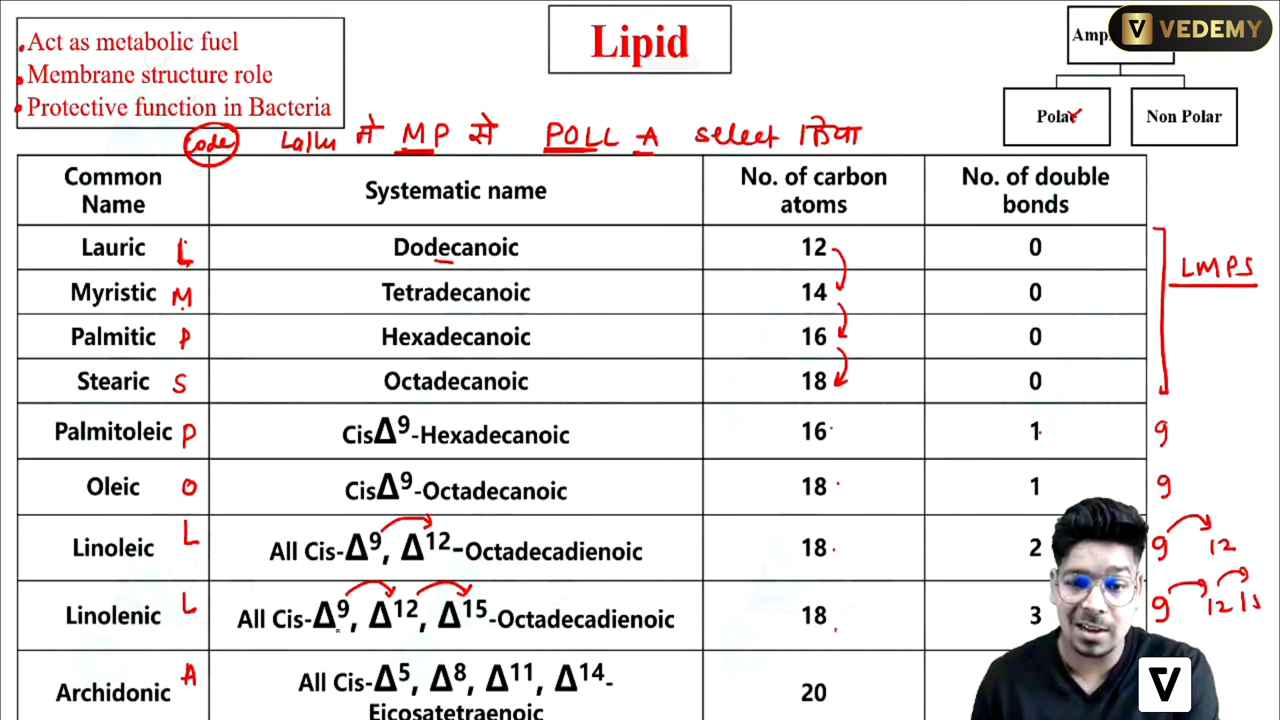 Act as metabolic fuel
Membrane structure role
Protective function in Bacteria
Lipid
Amp
VEDEMY
Polar
Non Polar
Code
ने MP से POLL A select किया
Common Name
Systematic name
No. of carbon atoms
No. of double bonds
Lauric L Dodecanoic 12 0
Myristic M Tetradecanoic 14 0
Palmitic P Hexadecanoic 16 0
Stearic S Octadecanoic 18 0
LMPS
Palmitoleic P CisΔ⁹-Hexadecanoic 16 1 9
Oleic O CisΔ⁹-Octadecanoic 18 1 9
Linoleic L All Cis-Δ⁹, Δ¹²-Octadecadienoic 18 2 9 12
Linolenic L All Cis-Δ⁹, Δ¹², Δ¹⁵-Octadecadienoic 18 3 9 12 15
Archidonic A All Cis-Δ⁵, Δ⁸, Δ¹¹, Δ¹⁴- 20
Eicosatetraenoic